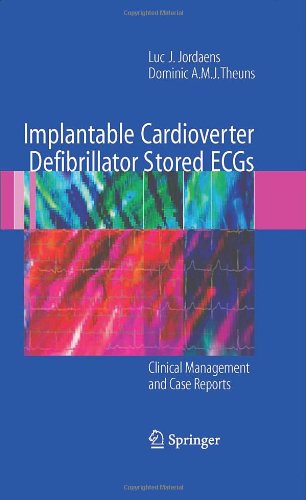 Luc J. Jordaens
Dominic A.M.J.Theuns
Implantable Cardioverter
Defibrillator Stored ECGs
Clinical Management
and Case Reports
Springer